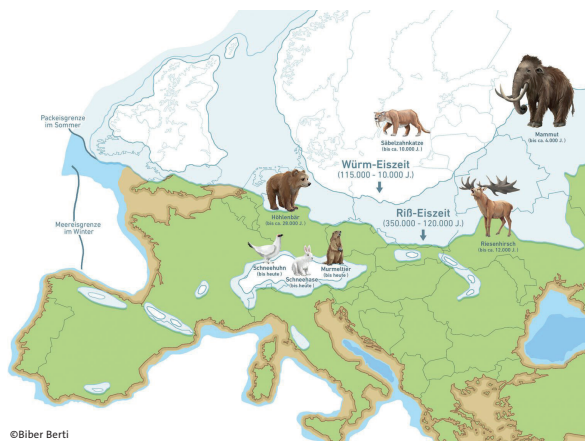 Packeisgrenze
im Sommer
Meereisgrenze
im Winter
Säbelzahnkatze
(bis ca. 10.000 J.)
Mammut
(bis ca. 4.000 J.)
Würm-Eiszeit
(115.000 - 10.000 J.)
Höhlenbär
(bis ca. 28.000 J.)
Riß-Eiszeit
(350.000 - 120.000 J.)
Riesenhirsch
(bis ca. 12.000 J.)
Schneehuhn
(bis heute)
Schneehase
(bis heute)
Murmeltier
(bis heute)
©Biber Berti